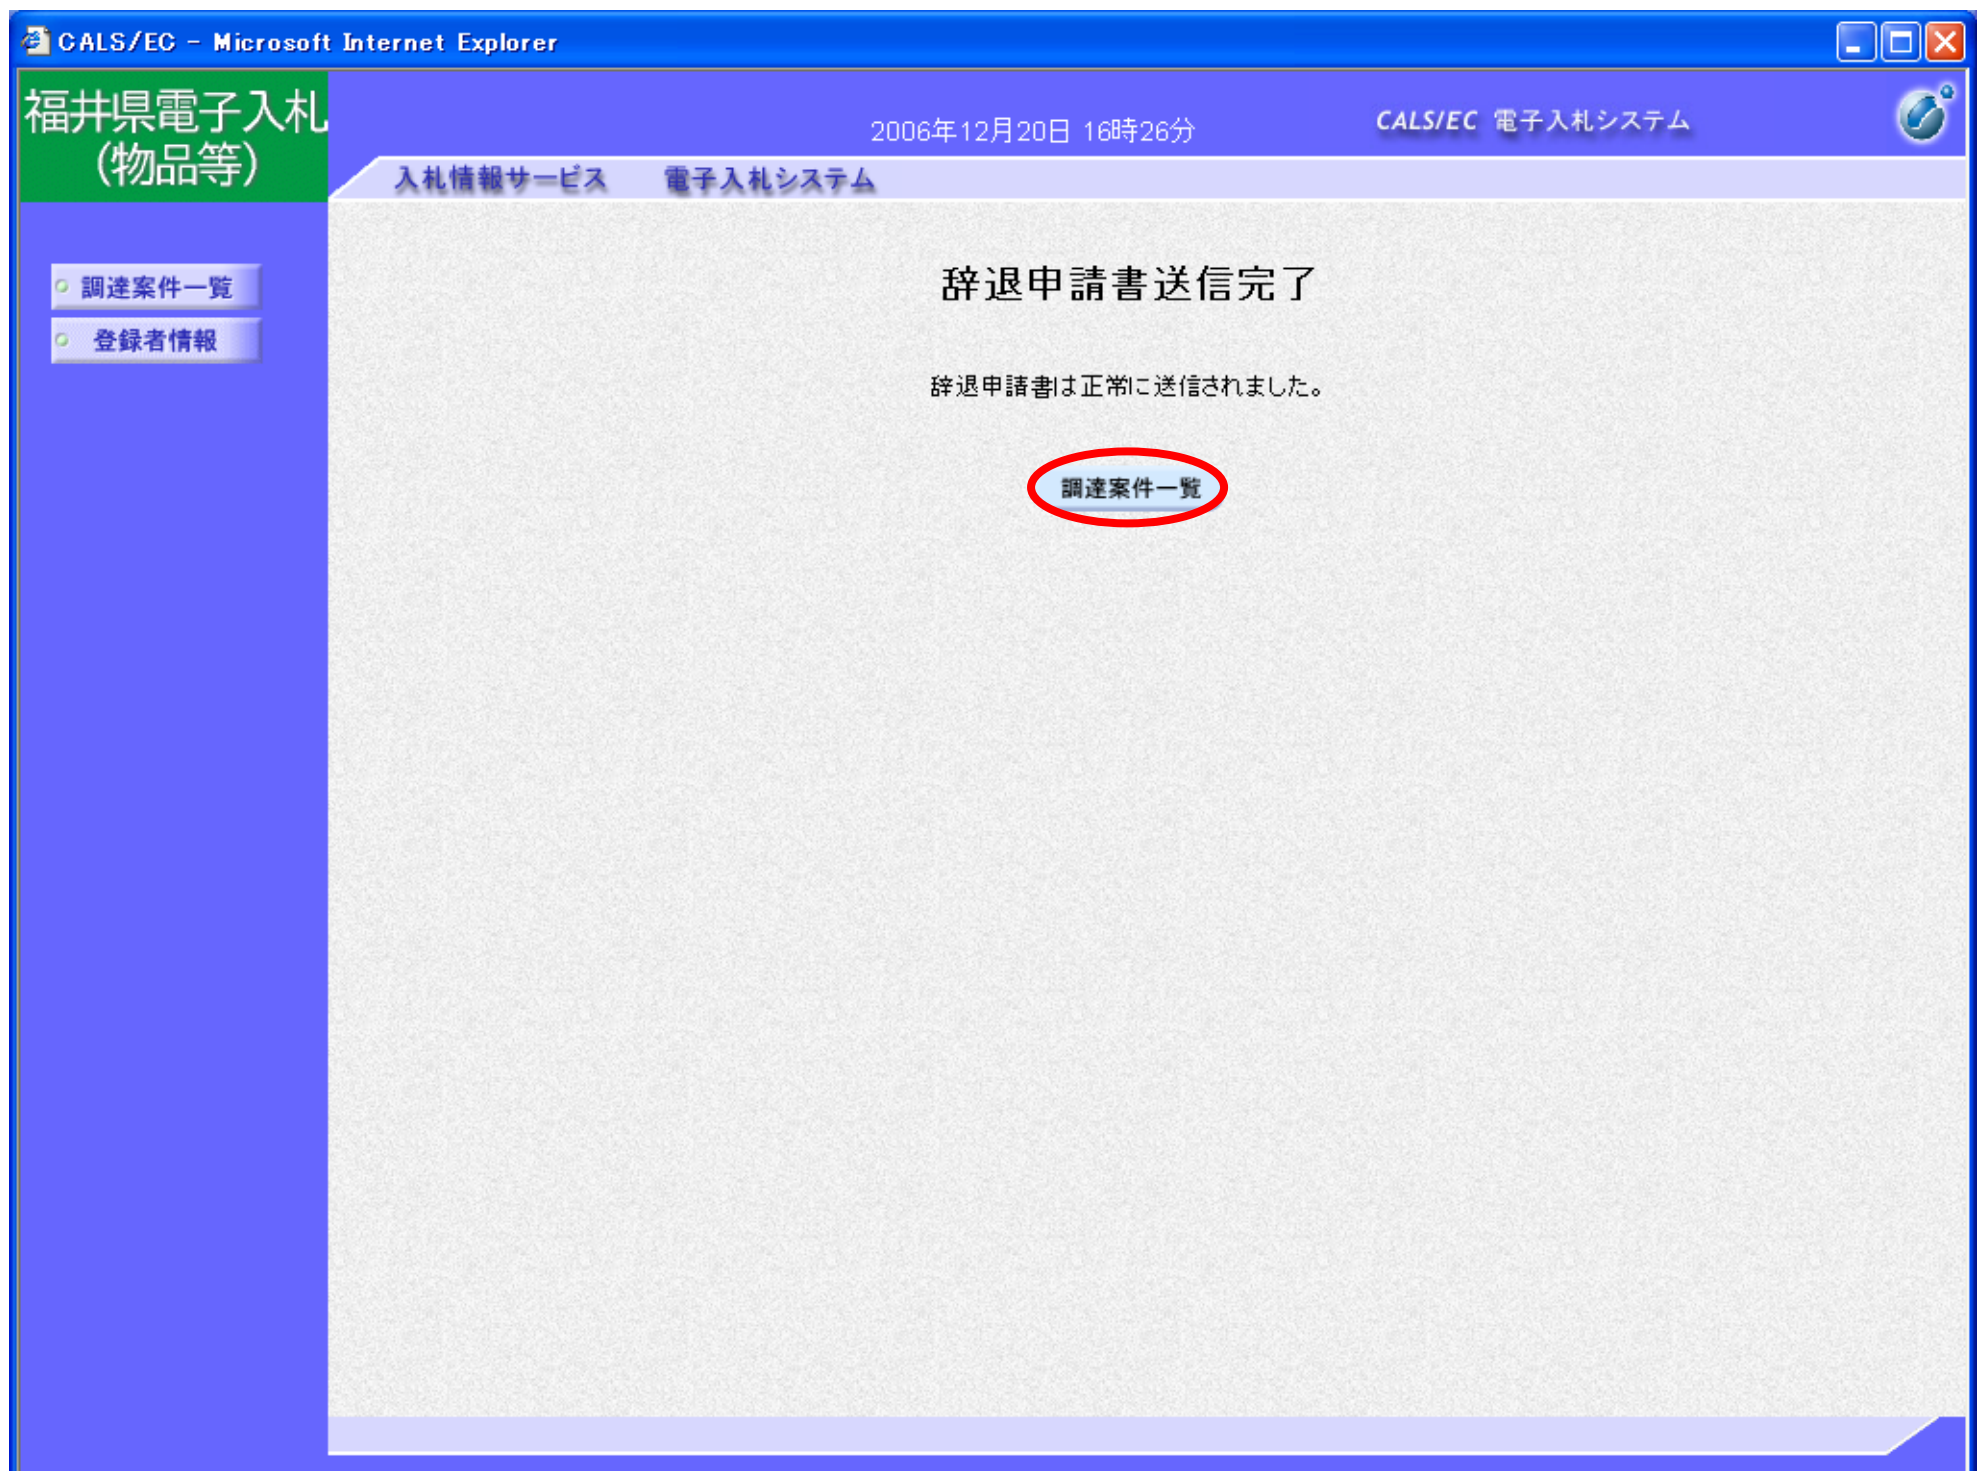 CALS/EC - Microsoft Internet Explorer
福井県電子入札
(物品等)
2006年12月20日 16時26分
CALS/EC 電子入札システム
入札情報サービス 電子入札システム
調達案件一覧
登録者情報
辞退申請書送信完了
辞退申請書は正常に送信されました。
調達案件一覧